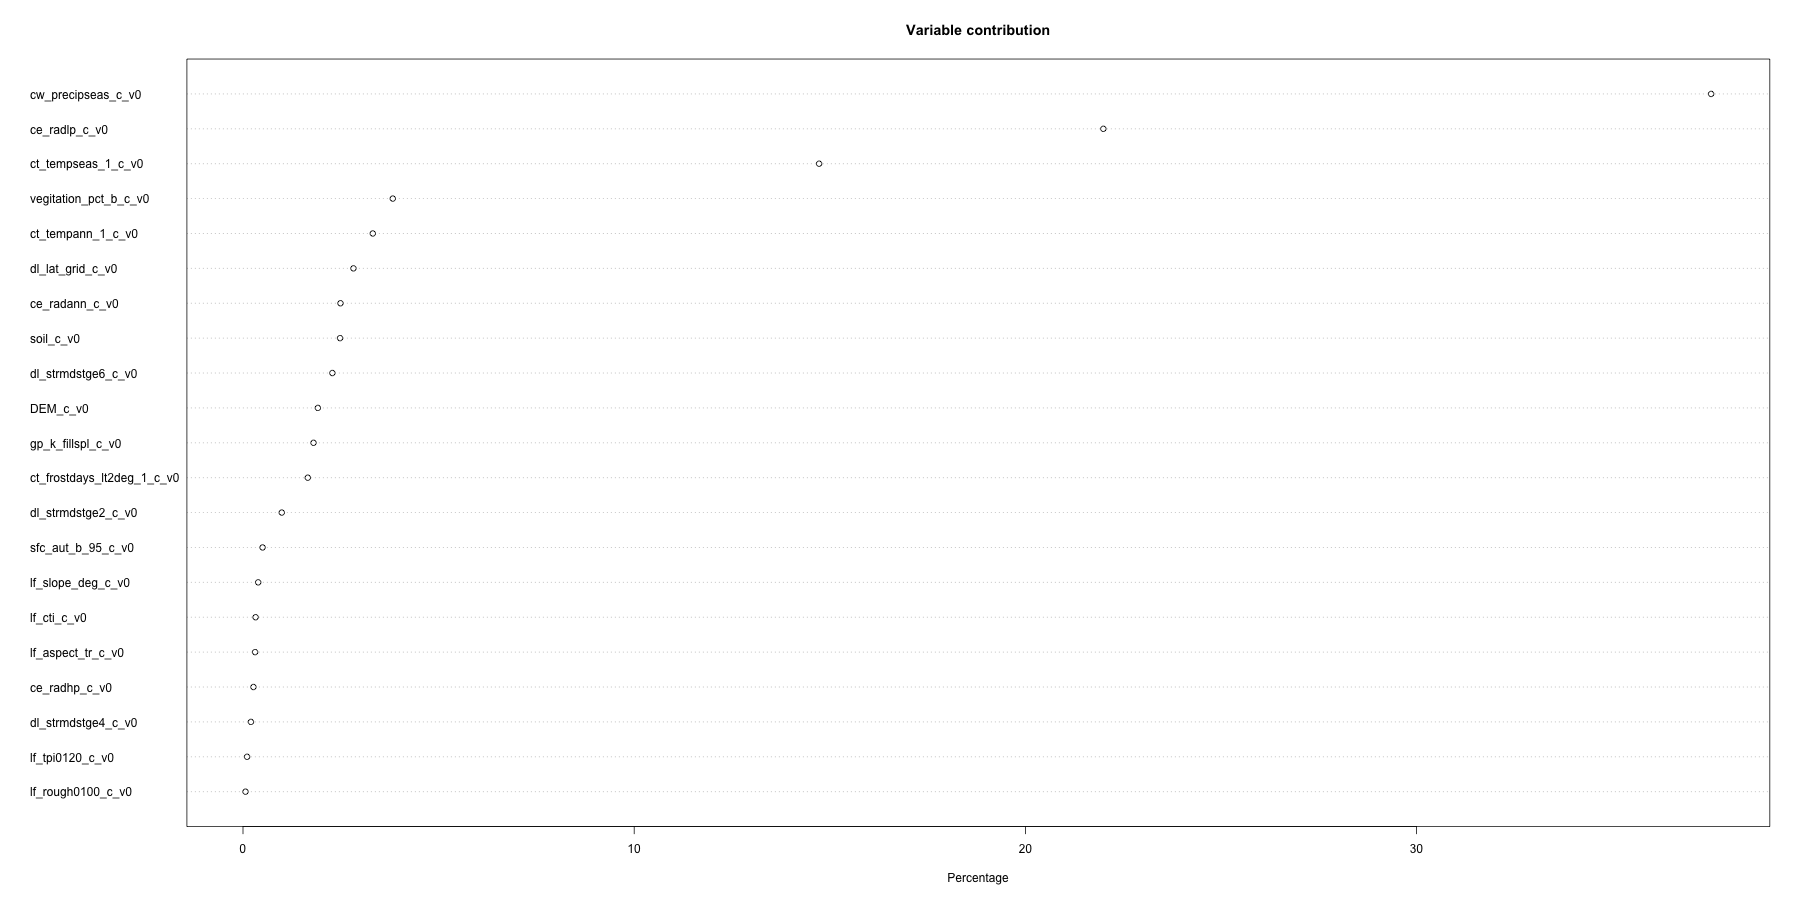 Variable contribution
cw_precipseas_c_v0
ce_radlp_c_v0
ct_tempseas_1_c_v0
vegitation_pct_b_c_v0
ct_tempann_1_c_v0
dl_lat_grid_c_v0
ce_radann_c_v0
soil_c_v0
dl_strmdstge6_c_v0
DEM_c_v0
gp_k_fillspl_c_v0
ct_frostdays_lt2deg_1_c_v0
dl_strmdstge2_c_v0
sfc_aut_b_95_c_v0
lf_slope_deg_c_v0
lf_cti_c_v0
lf_aspect_tr_c_v0
ce_radhp_c_v0
dl_strmdstge4_c_v0
lf_tpi0120_c_v0
lf_rough0100_c_v0
0 10 20 30
Percentage